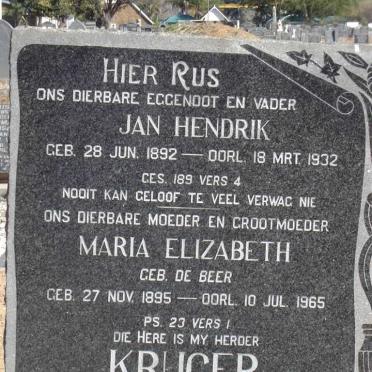 HIER RUS
ONS DIERBARE EGGENOOT EN VADER
JAN HENDRIK
GEB. 28 JUN. 1892 — OORL. 18 MRT. 1932
GES. 189 VERS 4
NOOIT KAN GELOOF TE VEEL VERWAG NIE
ONS DIERBARE MOEDER EN GROOTMOEDER
MARIA ELIZABETH
GEB. DE BEER
GEB. 27 NOV. 1895 — OORL. 10 JUL. 1965
PS. 23 VERS 1
DIE HERE IS MY HERDER
KRUGER